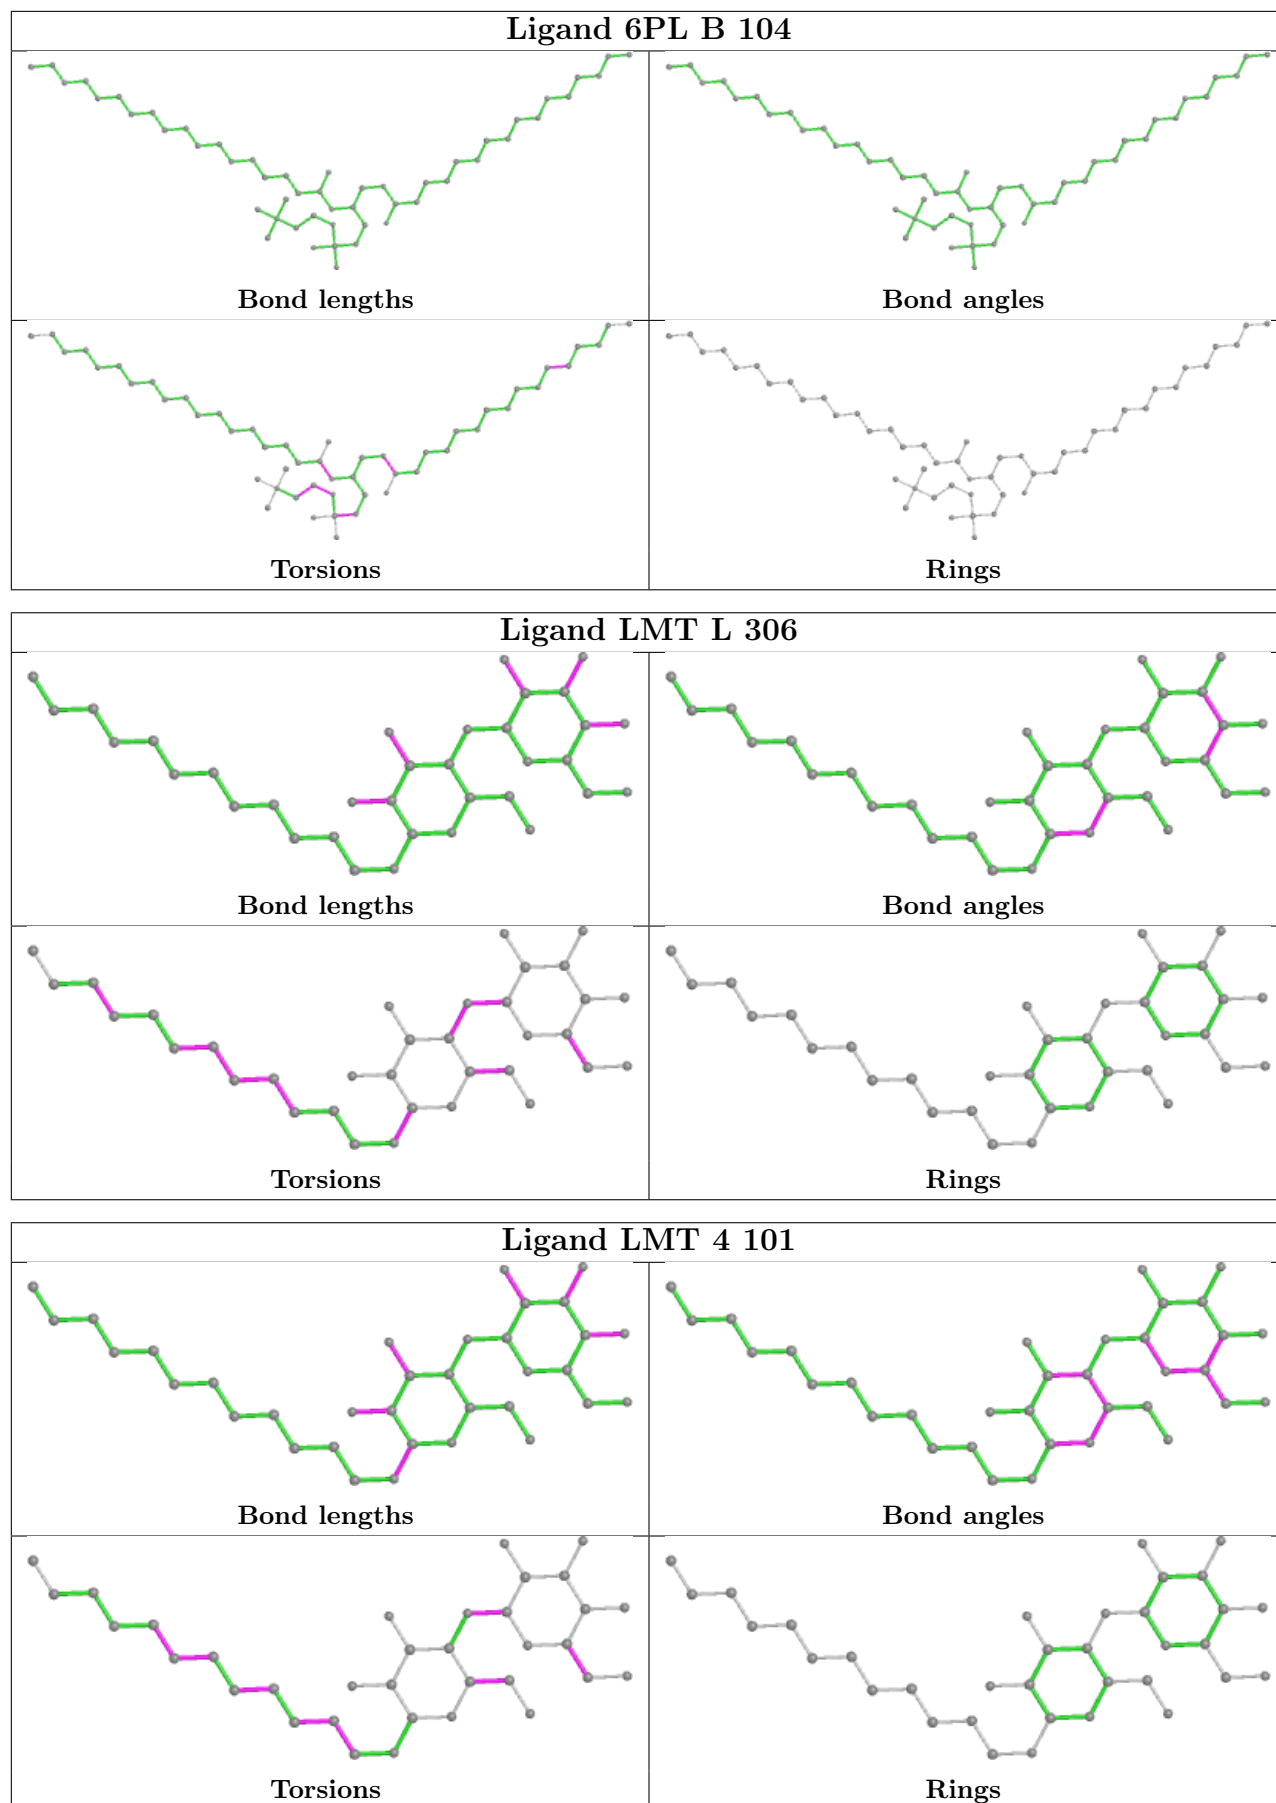 Ligand 6PL B 104
Bond lengths
Bond angles
Torsions
Rings
Ligand LMT L 306
Bond lengths
Bond angles
Torsions
Rings
Ligand LMT 4 101
Bond lengths
Bond angles
Torsions
Rings